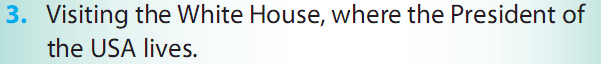 3. Visiting the White House, where the President of
the USA lives.